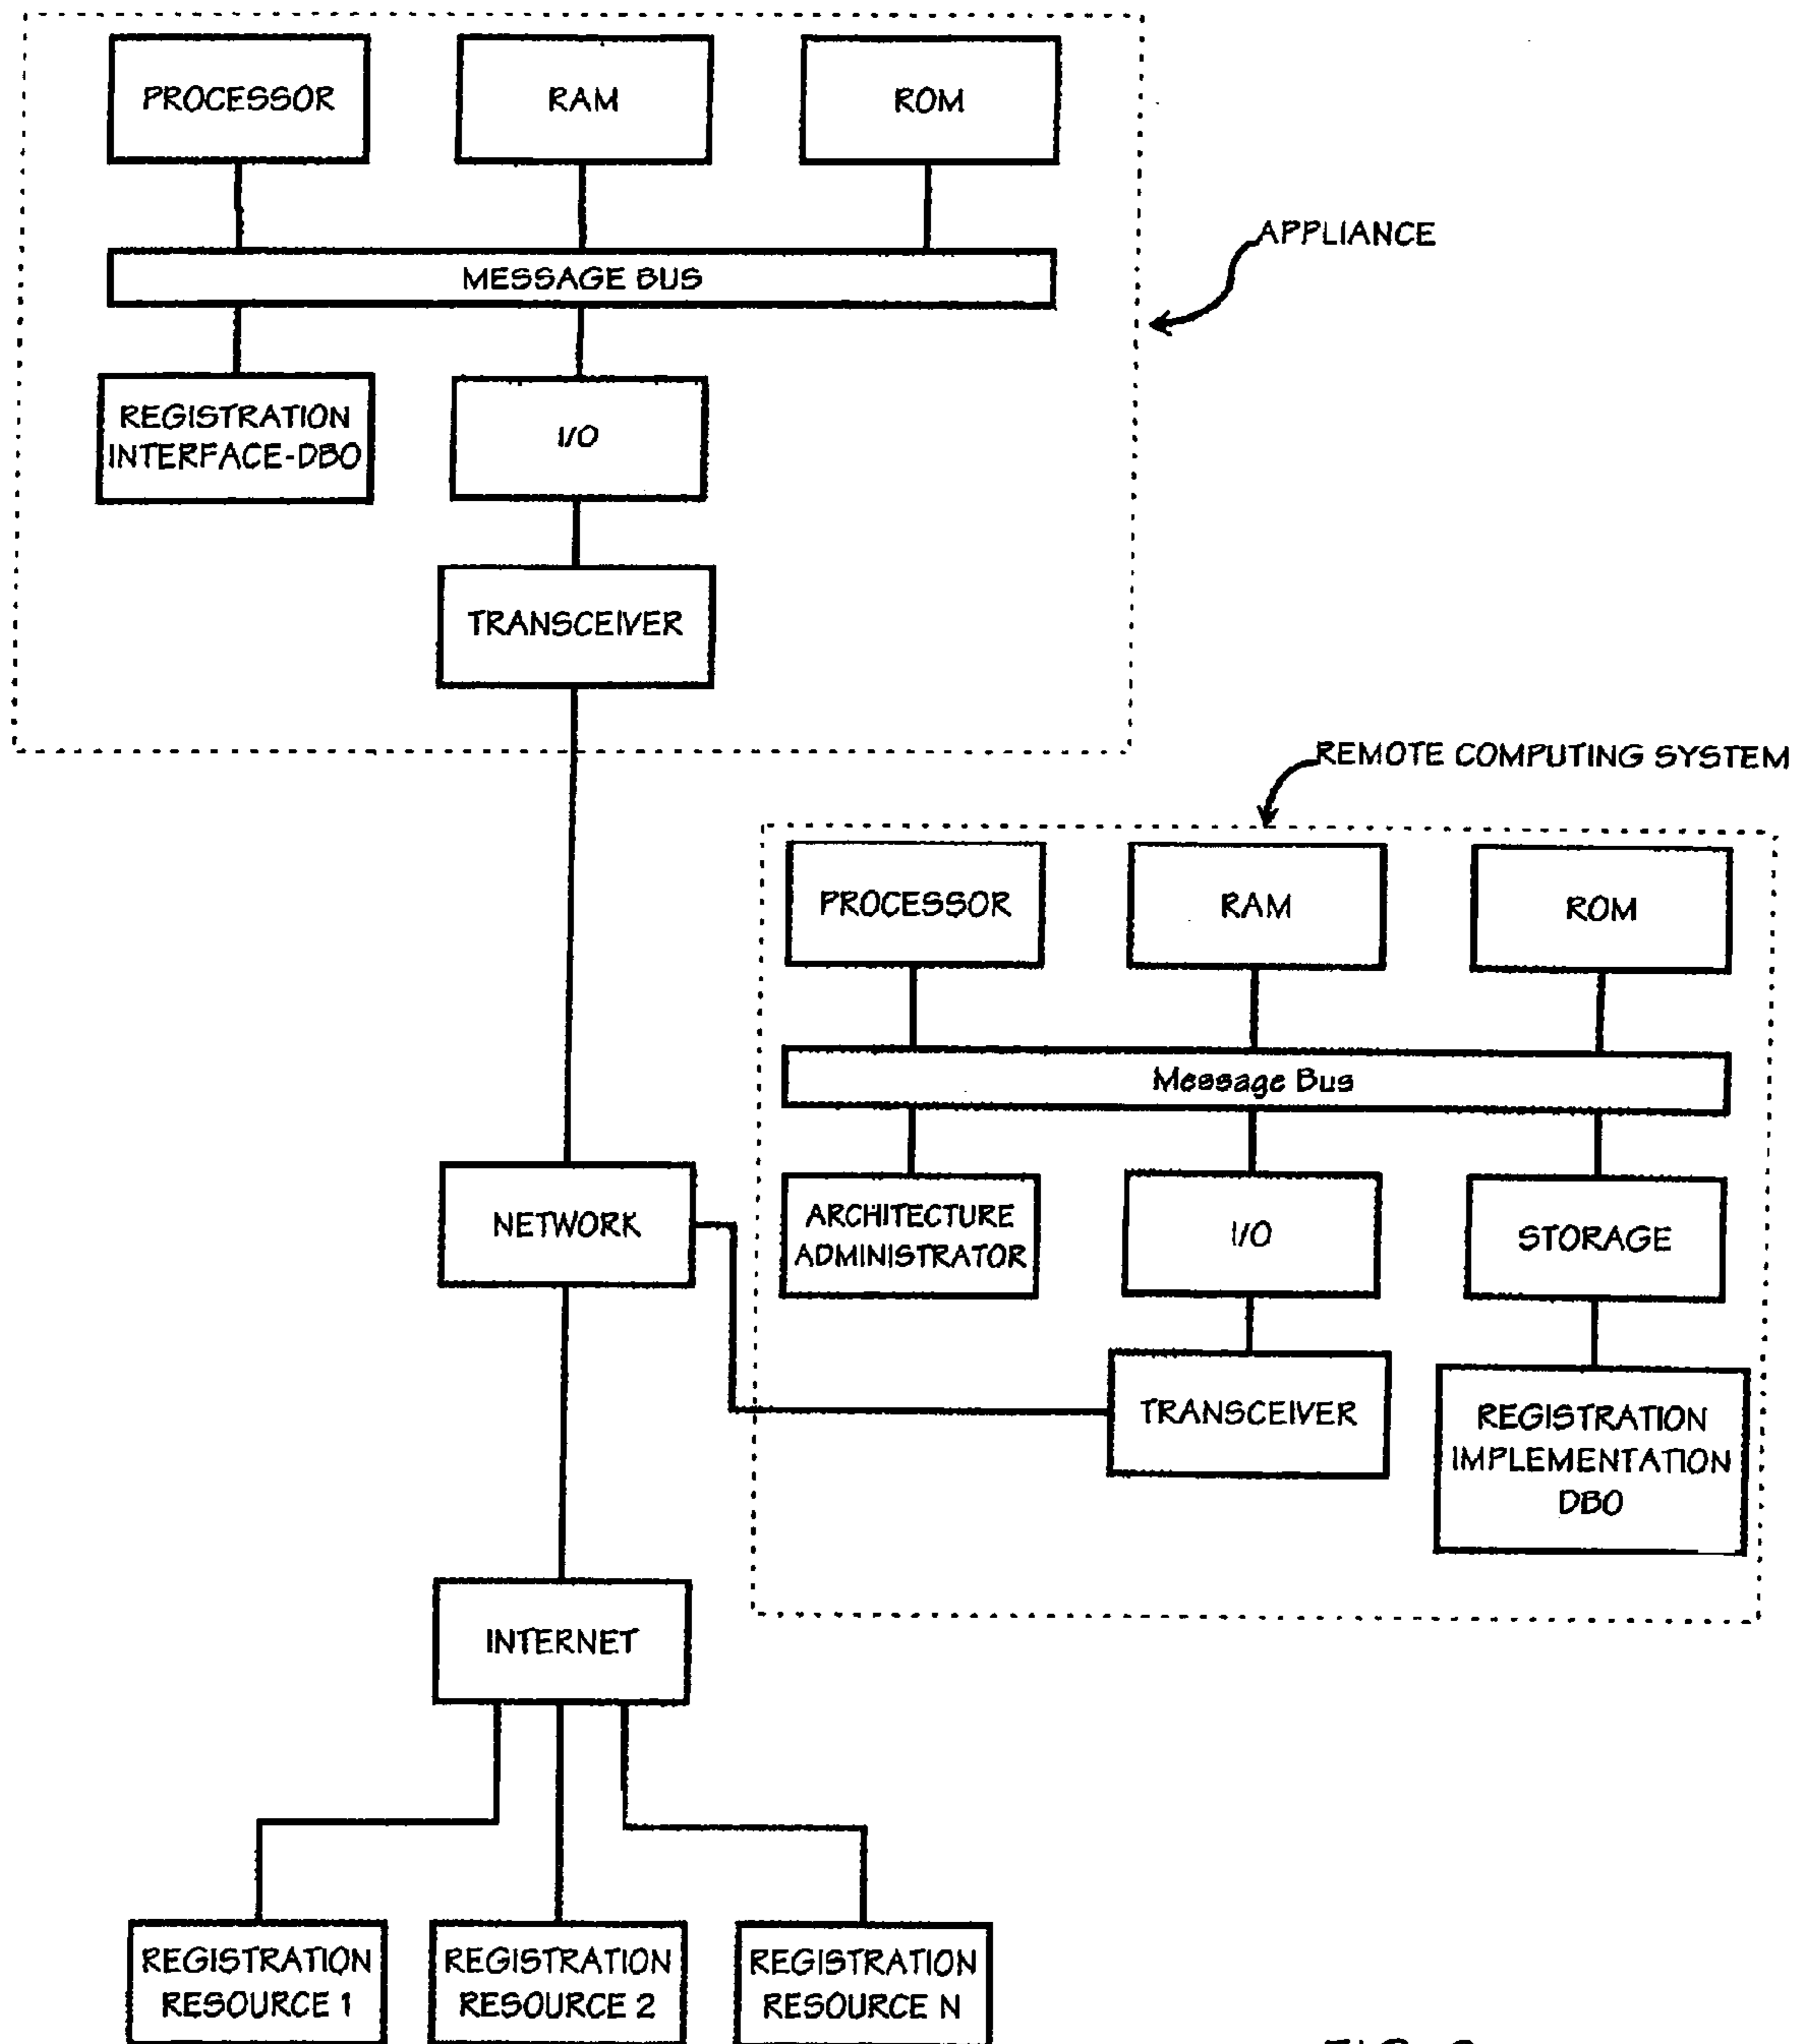 PROCESSOR
RAM
ROM
APPLIANCE
MESSAGE BUS
REGISTRATION
INTERFACE-DBO
I/O
TRANSCEIVER
REMOTE COMPUTING SYSTEM
PROCESSOR
RAM
ROM
Message Bus
NETWORK
ARCHITECTURE
ADMINISTRATOR
I/O
STORAGE
TRANSCEIVER
REGISTRATION
IMPLEMENTATION
DBO
INTERNET
REGISTRATION
RESOURCE 1
REGISTRATION
RESOURCE 2
REGISTRATION
RESOURCE N